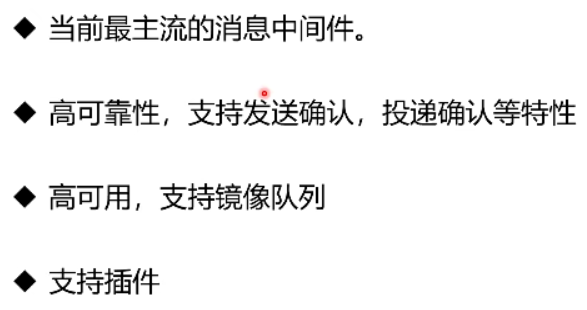 ◆ 当前最主流的消息中间件。
◆ 高可靠性，支持发送确认，投递确认等特性
◆ 高可用，支持镜像队列
◆ 支持插件